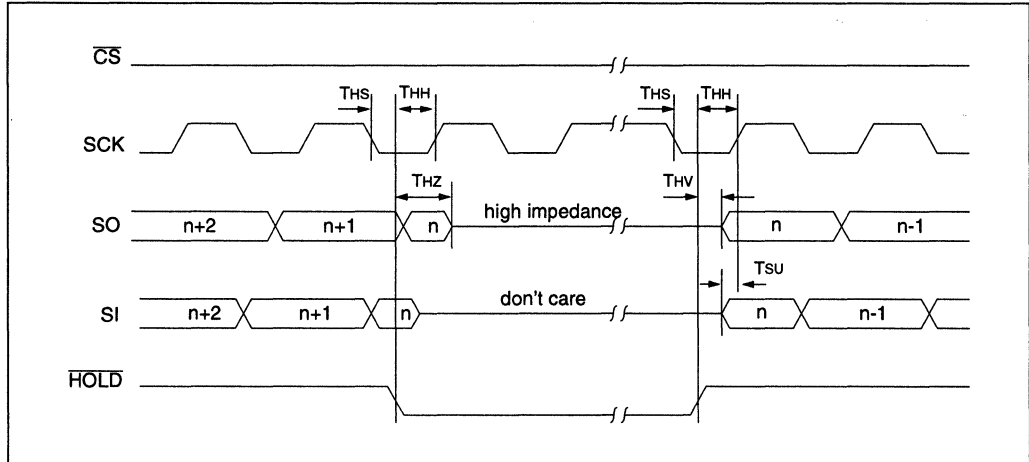 CS
THS THH THS THH
SCK
THZ THV
SO n+2 n+1 n high impedance n n-1
TSU
SI n+2 n+1 n don't care n n-1
HOLD